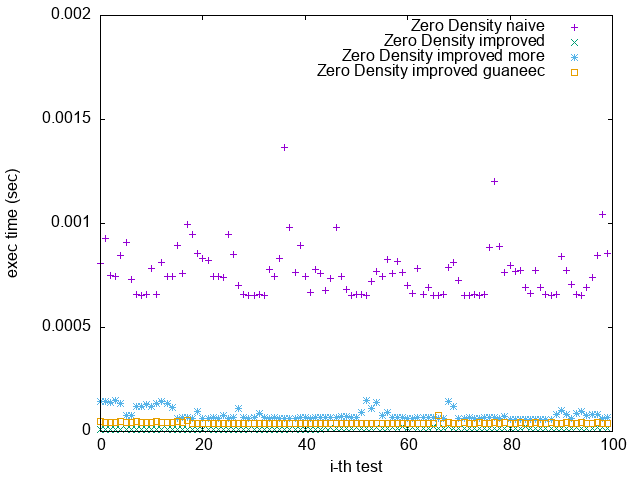 0.002
Zero Density naive
Zero Density improved
Zero Density improved more
Zero Density improved guaneec
0.0015
0.001
0.0005
0
exec time (sec)
0 20 40 60 80 100
i-th test